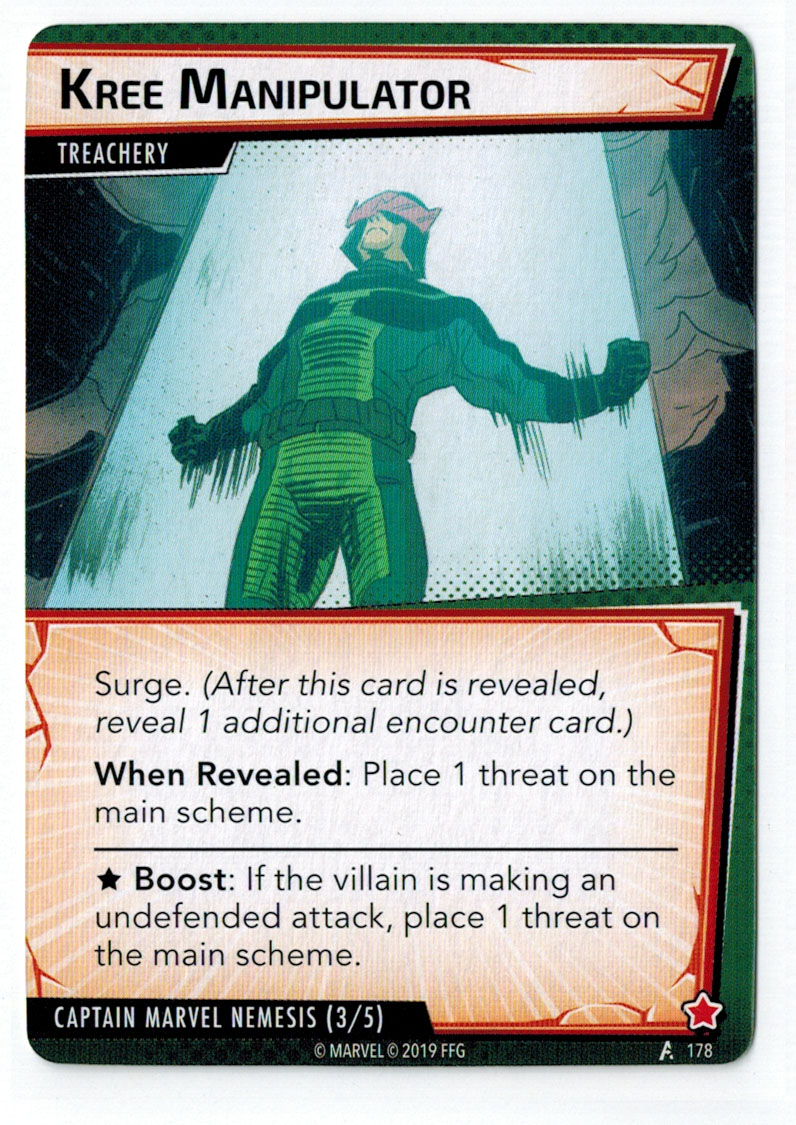 KREE MANIPULATOR
TREACHERY
Surge. (After this card is revealed,
reveal 1 additional encounter card.)
When Revealed: Place 1 threat on the
main scheme.
★ Boost: If the villain is making an
undefended attack, place 1 threat on
the main scheme.
CAPTAIN MARVEL NEMESIS (3/5)
© MARVEL © 2019 FFG
178